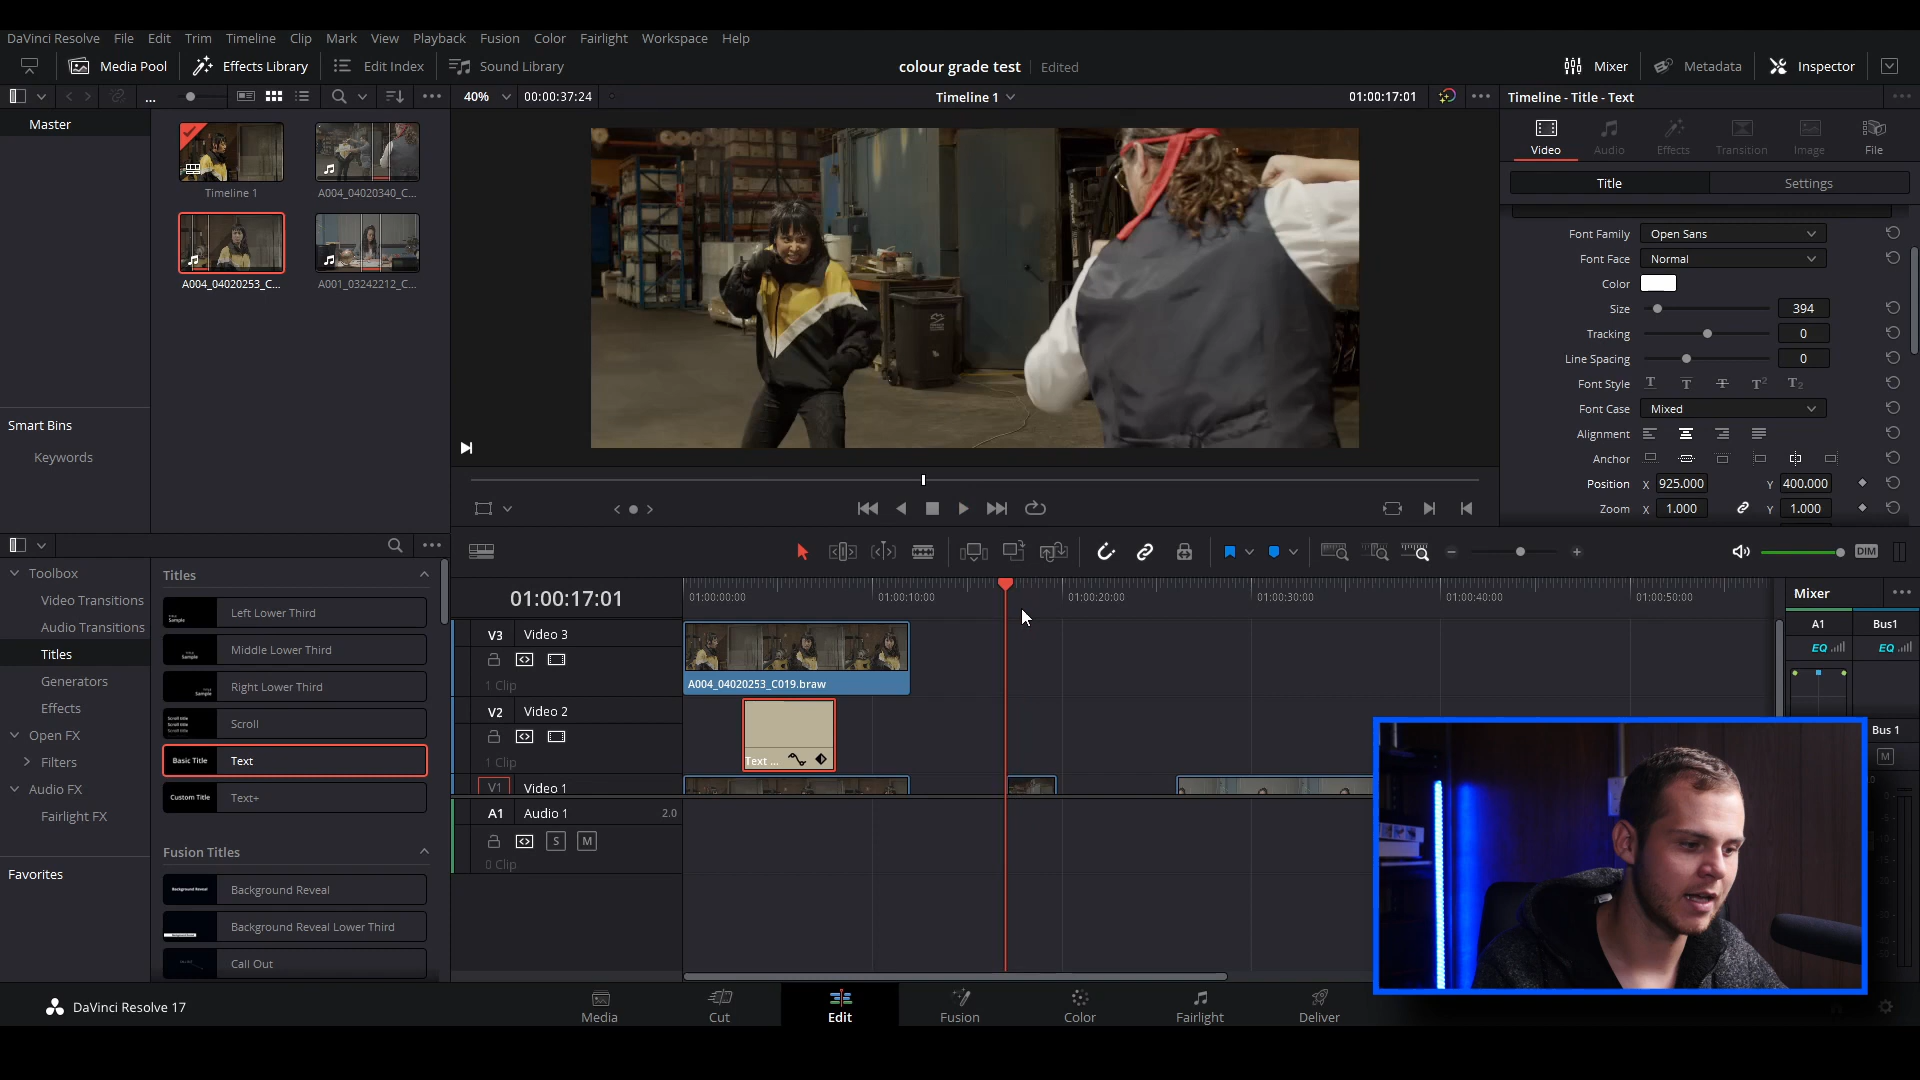 DaVinci Resolve File Edit Trim Timeline Clip Mark View Playback Fusion Color Fairlight Workspace Help
Media Pool Effects Library Edit Index Sound Library colour grade test Edited Mixer Metadata Inspector
... 40% 00:00:37:24 Timeline 1 01:00:17:01 Timeline - Title - Text
Master
Timeline 1 A004_04020340_C...
A004_04020253_C... A001_03242212_C...
Smart Bins
Keywords
Video Audio Effects Transition Image File
Title Settings
Font Family Open Sans
Font Face Normal
Color
Size 394
Tracking 0
Line Spacing 0
Font Style T T T T2 T2
Font Case Mixed
Alignment
Anchor
Position X 925.000 Y 400.000
Zoom X 1.000 Y 1.000
Toolbox
Video Transitions
Audio Transitions
Titles
Generators
Effects
Open FX
Filters
Audio FX
Fairlight FX
Favorites
Titles
Left Lower Third
Middle Lower Third
Right Lower Third
Scroll
Basic Title Text
Custom Title Text+
Fusion Titles
Background Reveal
Background Reveal Lower Third
Call Out
DIM
01:00:17:01 01:00:00:00 01:00:10:00 01:00:20:00 01:00:30:00 01:00:40:00 01:00:50:00
V3 Video 3
1 Clip
A004_04020253_C019.braw
V2 Video 2
1 Clip
Text ...
V1 Video 1
A1 Audio 1 2.0
S M
0 Clip
Mixer
A1 Bus1
EQ EQ
Bus 1
M
DaVinci Resolve 17 Media Cut Edit Fusion Color Fairlight Deliver